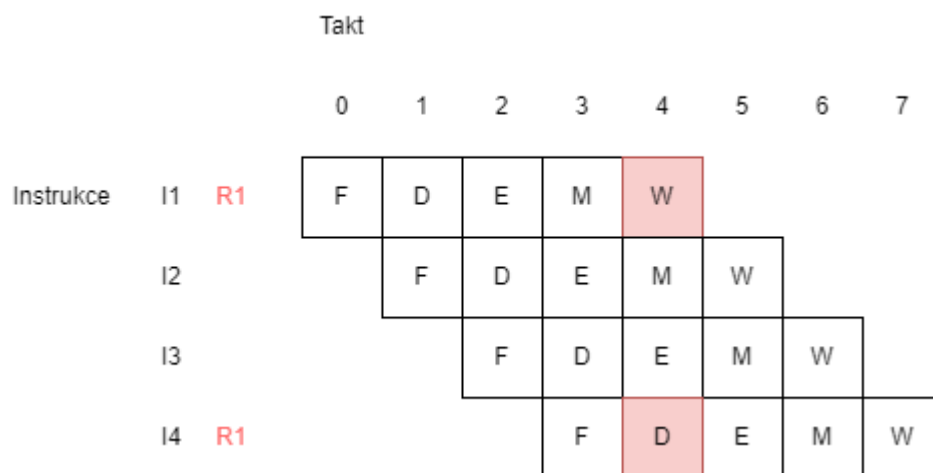 Takt
0 1 2 3 4 5 6 7
Instrukce I1 R1 F D E M W
I2 F D E M W
I3 F D E M W
I4 R1 F D E M W